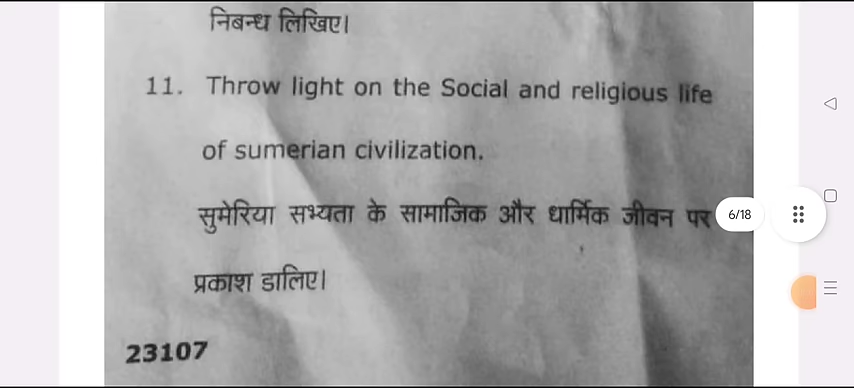 निबन्ध लिखिए।
11. Throw light on the Social and religious life
of sumerian civilization.
सुमेरिया सभ्यता के सामाजिक और धार्मिक जीवन पर
6/18
प्रकाश डालिए।
23107